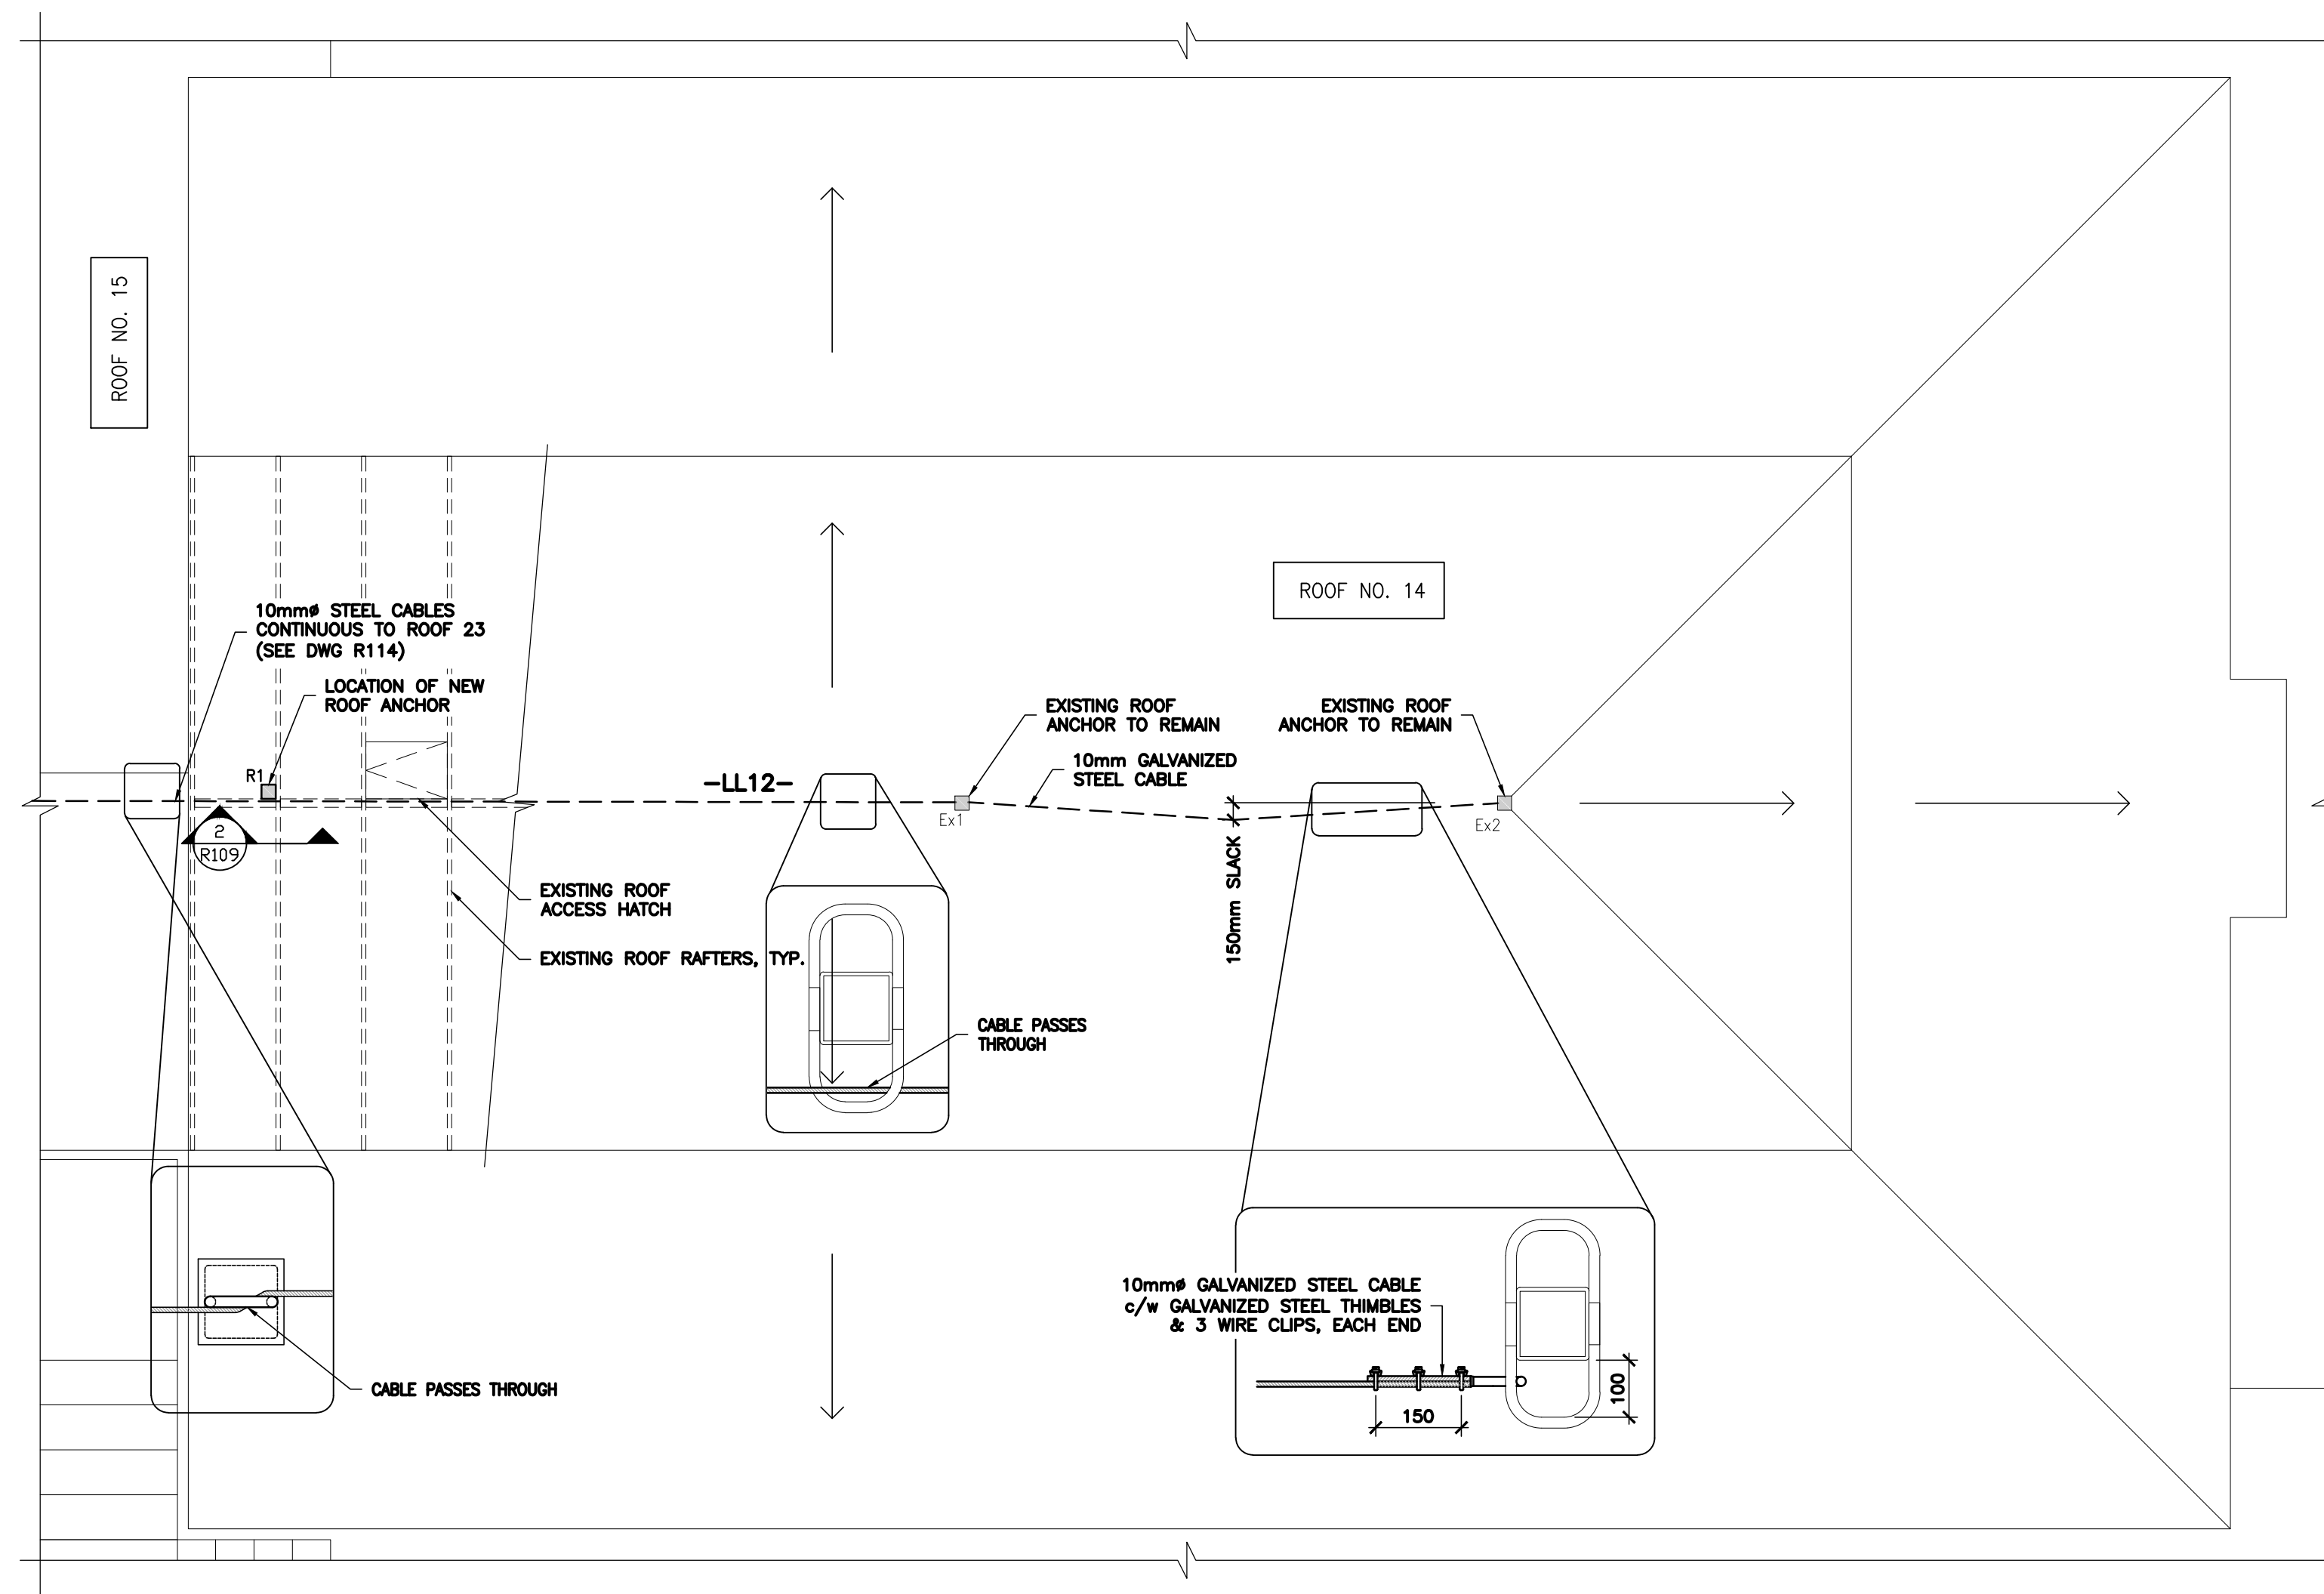 ROOF NO. 15
ROOF NO. 14
10mmø STEEL CABLES
CONTINUOUS TO ROOF 23
(SEE DWG R114)
LOCATION OF NEW
ROOF ANCHOR
R1
2
R109
-LL12-
EXISTING ROOF
ANCHOR TO REMAIN
10mm GALVANIZED
STEEL CABLE
EXISTING ROOF
ANCHOR TO REMAIN
Ex1
Ex2
150mm SLACK
EXISTING ROOF
ACCESS HATCH
EXISTING ROOF RAFTERS, TYP.
CABLE PASSES
THROUGH
10mmø GALVANIZED STEEL CABLE
c/w GALVANIZED STEEL THIMBLES
& 3 WIRE CLIPS, EACH END
150
100
CABLE PASSES THROUGH